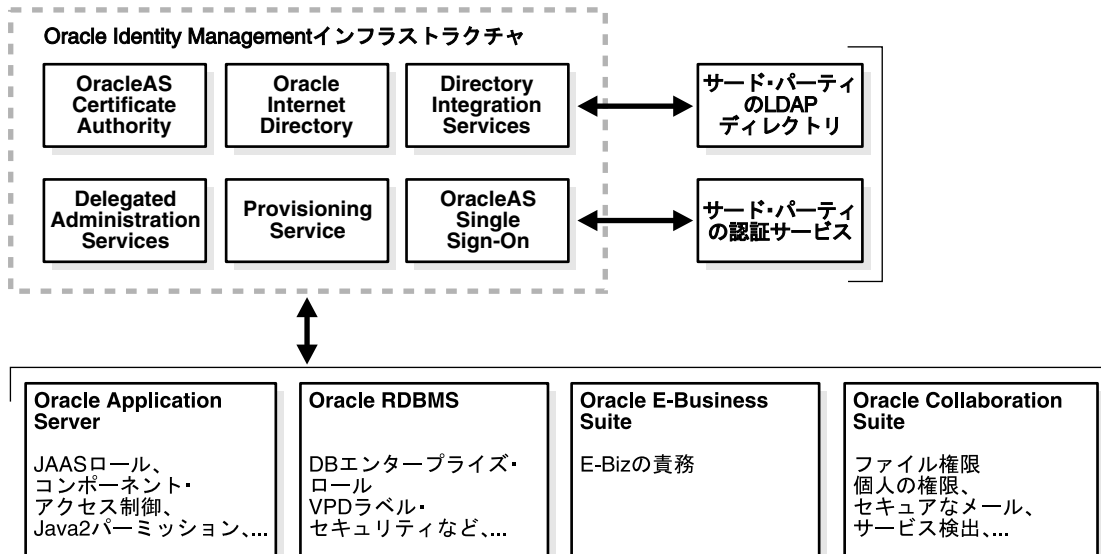 Oracle Identity Managementインフラストラクチャ
OracleAS
Certificate
Authority
Oracle
Internet
Directory
Directory
Integration
Services
サード・パーティ
のLDAP
ディレクトリ
Delegated
Administration
Services
Provisioning
Service
OracleAS
Single
Sign-On
サード・パーティ
の認証サービス
Oracle Application
Server
JAASロール、
コンポーネント・
アクセス制御、
Java2パーミッション、...
Oracle RDBMS
DBエンタープライズ・
ロール
VPDラベル・
セキュリティなど、...
Oracle E-Business
Suite
E-Bizの責務
Oracle Collaboration
Suite
ファイル権限
個人の権限、
セキュアなメール、
サービス検出、...